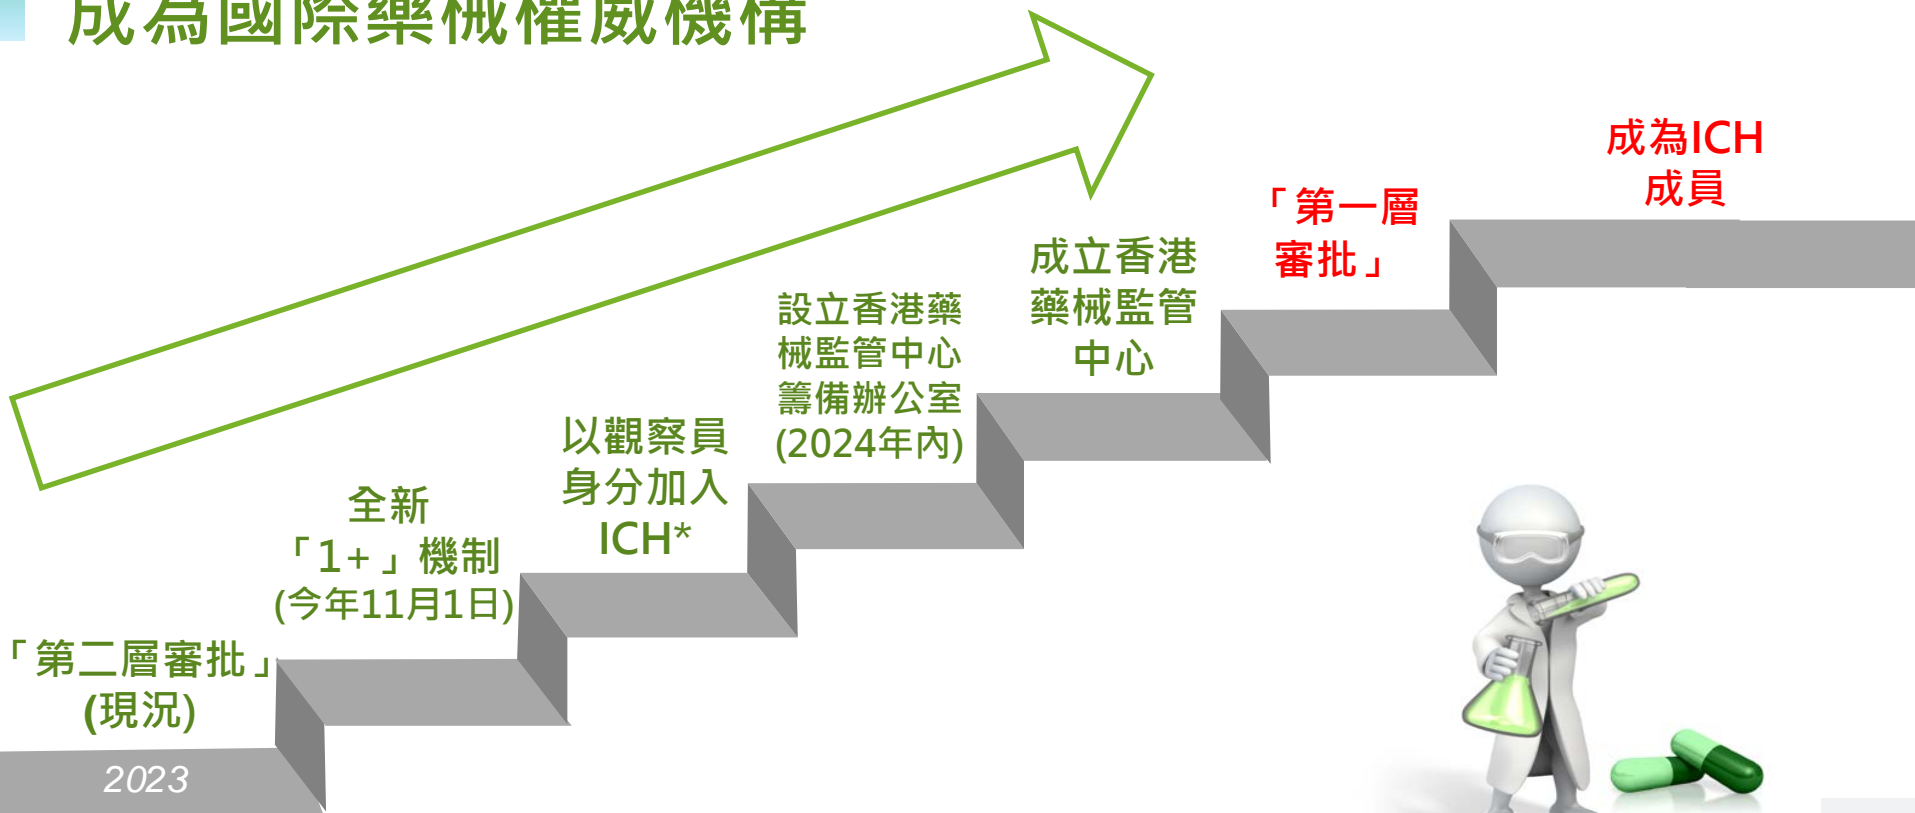 成為國際藥械權威機構
成為ICH
成員
「第一層
審批」
成立香港
藥械監管
中心
設立香港藥
械監管中心
籌備辦公室
(2024年內)
以觀察員
身分加入
ICH*
全新
「1+」機制
(今年11月1日)
「第二層審批」
(現況)
2023